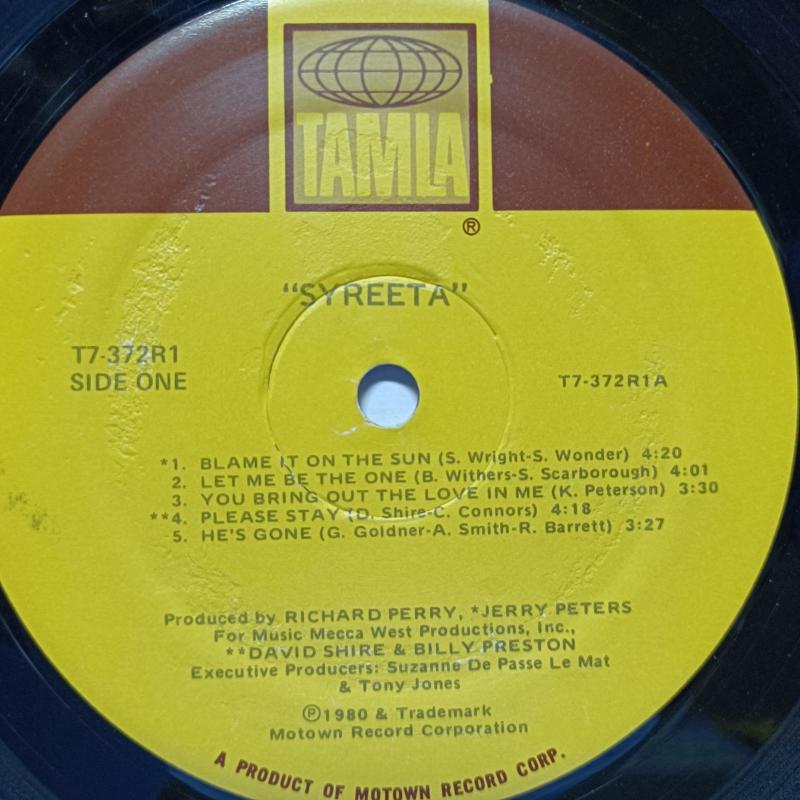 TAMLA
®
"SYREETA"
T7-372R1
SIDE ONE
T7-372R1A
*1. BLAME IT ON THE SUN (S. Wright-S. Wonder) 4:20
2. LET ME BE THE ONE (B. Withers-S. Scarborough) 4:01
3. YOU BRING OUT THE LOVE IN ME (K. Peterson) 3:30
**4. PLEASE STAY (D. Shire-C. Connors) 4:18
5. HE'S GONE (G. Goldner-A. Smith-R. Barrett) 3:27
Produced by RICHARD PERRY, *JERRY PETERS
For Music Mecca West Productions, Inc.,
**DAVID SHIRE & BILLY PRESTON
Executive Producers: Suzanne De Passe Le Mat
& Tony Jones
℗1980 & Trademark
Motown Record Corporation
A PRODUCT OF MOTOWN RECORD CORP.